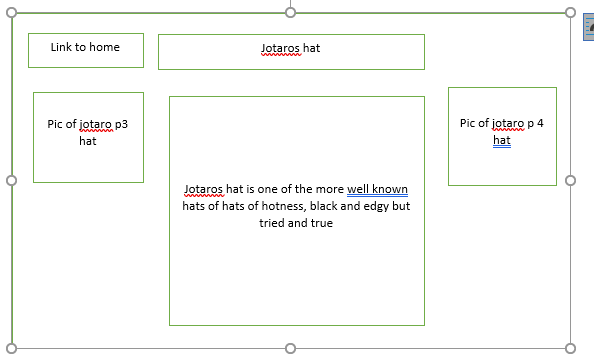 Link to home
Jotaros hat
Pic of jotaro p3
hat
Pic of jotaro p 4
hat
Jotaros hat is one of the more well known
hats of hats of hotness, black and edgy but
tried and true